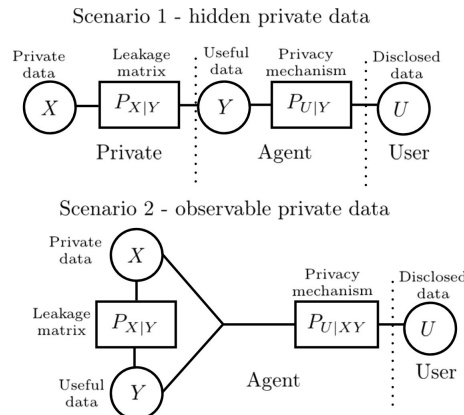 Scenario 1 - hidden private data
Private
data
Leakage
matrix
Useful
data
Privacy
mechanism
Disclosed
data
X
P_{X|Y}
Y
P_{U|Y}
U
Private
Agent
User
Scenario 2 - observable private data
Private
data
X
Leakage
matrix
P_{X|Y}
Useful
data
Y
Privacy
mechanism
P_{U|XY}
Disclosed
data
U
Agent
User